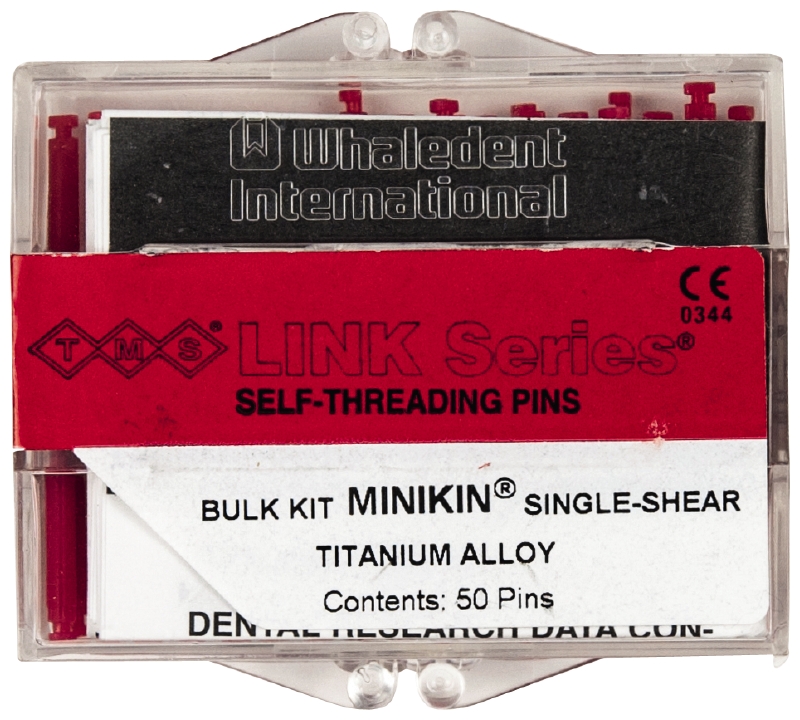 Whaledent
International
CE
0344
TMS® LINK Series®
SELF-THREADING PINS
BULK KIT MINIKIN® SINGLE-SHEAR
TITANIUM ALLOY
Contents: 50 Pins
DENTAL RESEARCH DATA CON-